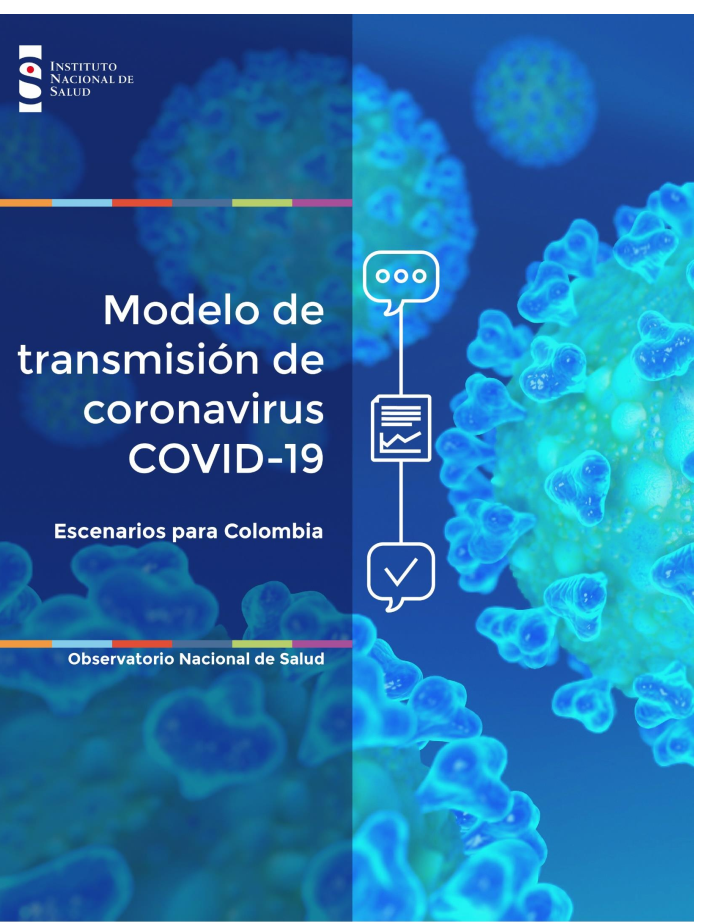 INSTITUTO
NACIONAL DE
SALUD
Modelo de
transmisión de
coronavirus
COVID-19
Escenarios para Colombia
Observatorio Nacional de Salud